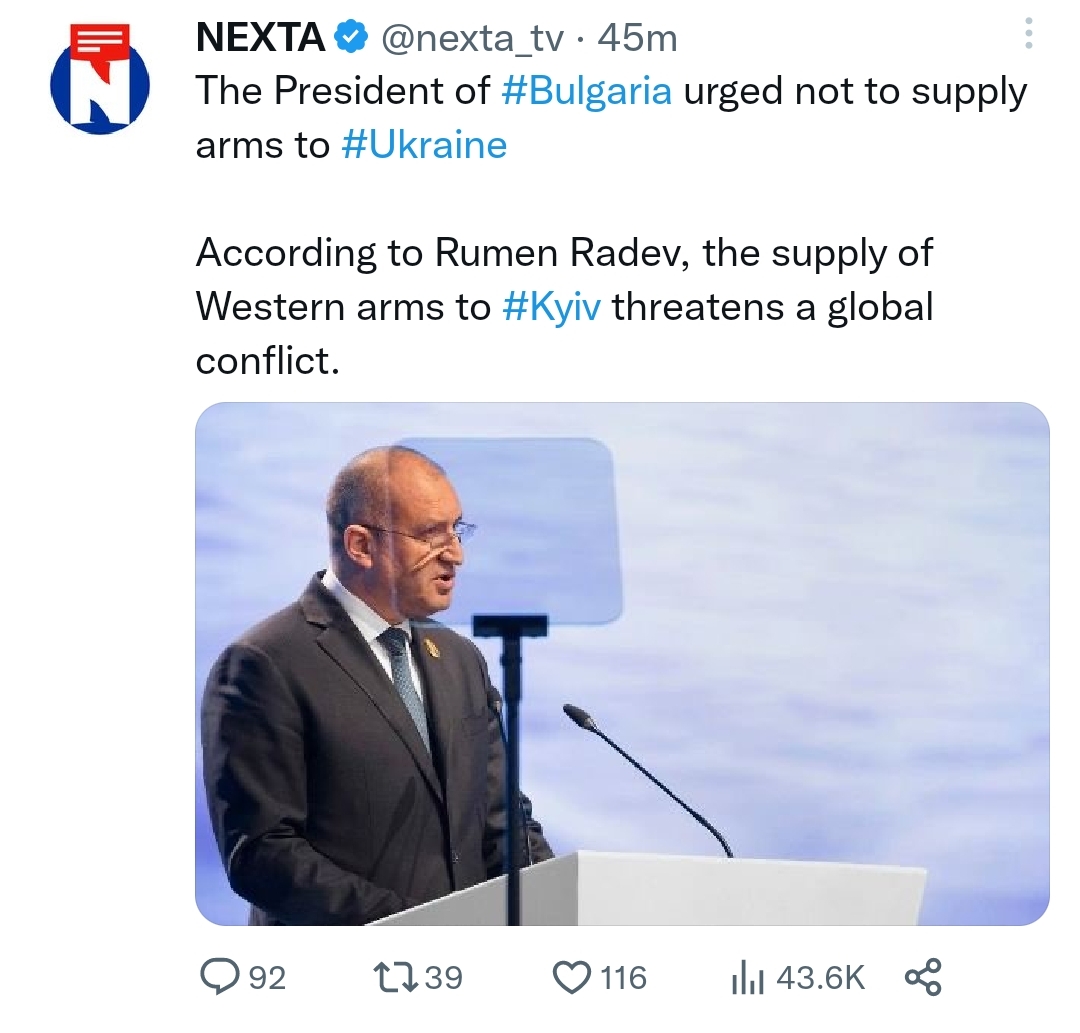 NEXTA @nexta_tv · 45m
The President of #Bulgaria urged not to supply
arms to #Ukraine
According to Rumen Radev, the supply of
Western arms to #Kyiv threatens a global
conflict.
92 39 116 43.6K